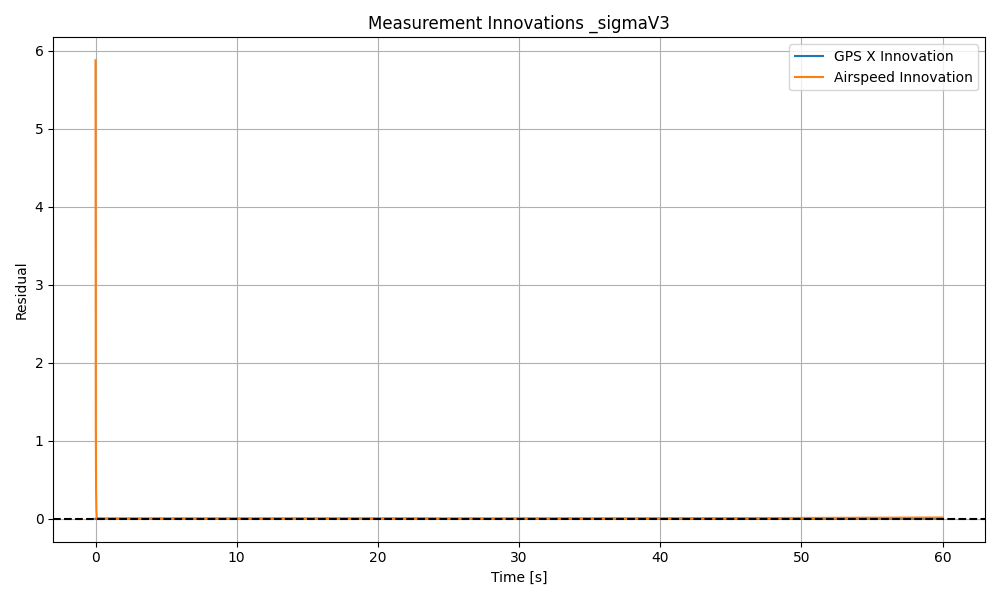 Measurement Innovations _sigmaV3
GPS X Innovation
Airspeed Innovation
6
5
4
3
2
1
0
Residual
0 10 20 30 40 50 60
Time [s]